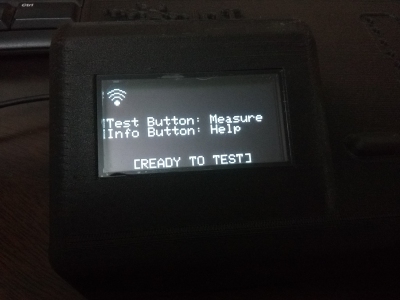 Test Button: Measure
Info Button: Help
[READY TO TEST]